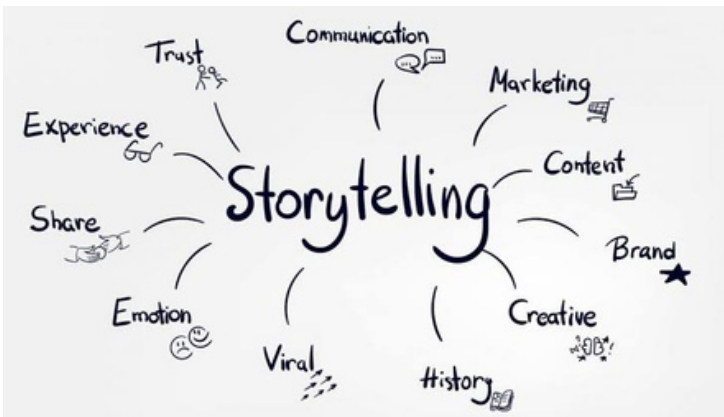 Communication
Trust
Marketing
Experience
Content
Storytelling
Share
Brand
Emotion
Creative
Viral
History